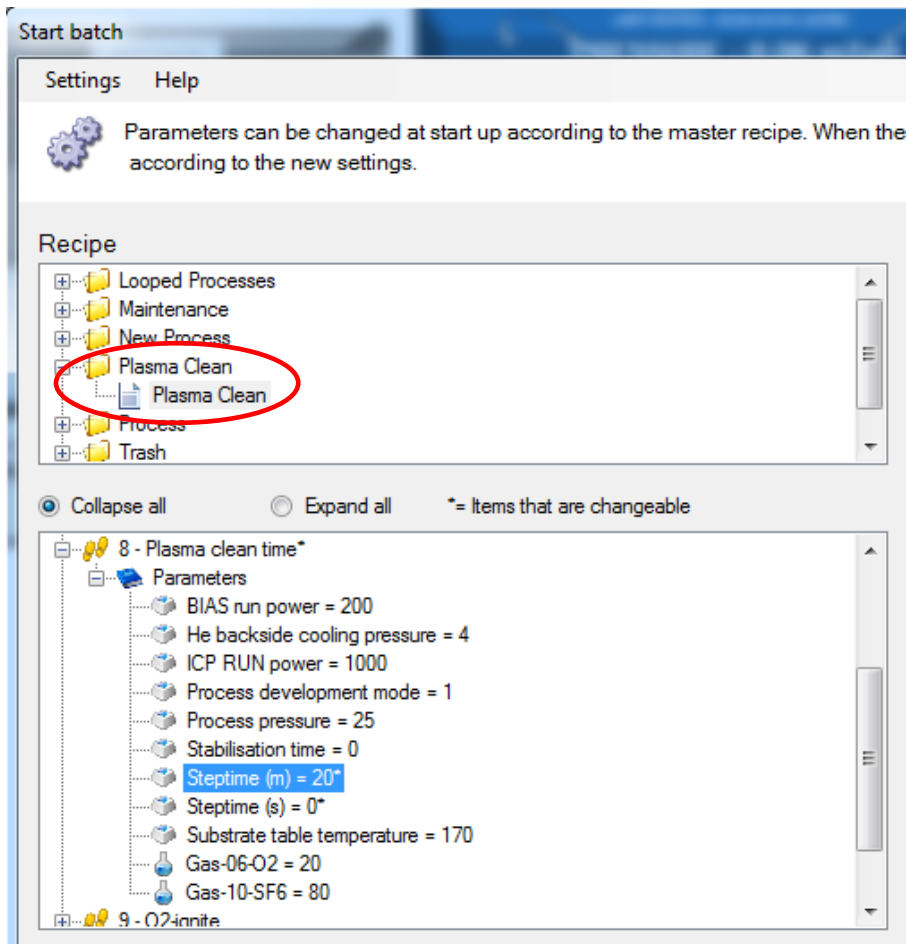 Start batch
Settings Help
Parameters can be changed at start up according to the master recipe. When the
according to the new settings.
Recipe
Looped Processes
Maintenance
New Process
Plasma Clean
Plasma Clean
Process
Trash
Collapse all Expand all *= Items that are changeable
8 - Plasma clean time*
Parameters
BIAS run power = 200
He backside cooling pressure = 4
ICP RUN power = 1000
Process development mode = 1
Process pressure = 25
Stabilisation time = 0
Steptime (m) = 20*
Steptime (s) = 0*
Substrate table temperature = 170
Gas-06-O2 = 20
Gas-10-SF6 = 80
9 - O2-ignite